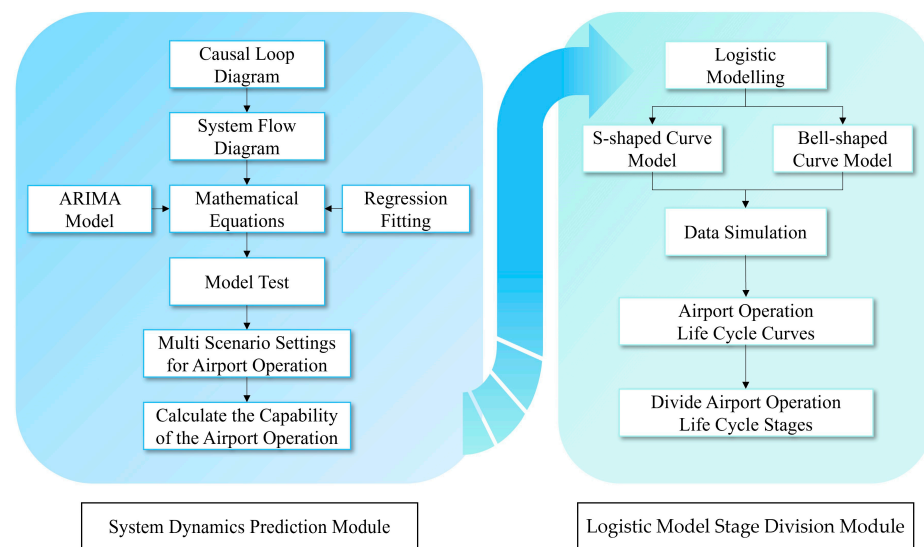 Causal Loop
Diagram
System Flow
Diagram
ARIMA
Model
Mathematical
Equations
Regression
Fitting
Model Test
Multi Scenario Settings
for Airport Operation
Calculate the Capability
of the Airport Operation
System Dynamics Prediction Module
Logistic
Modelling
S-shaped Curve
Model
Bell-shaped
Curve Model
Data Simulation
Airport Operation
Life Cycle Curves
Divide Airport Operation
Life Cycle Stages
Logistic Model Stage Division Module